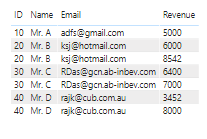 ID Name Email Revenue
10 Mr. A adfs@gmail.com 5000
20 Mr. B ksj@hotmail.com 6000
20 Mr. B ksj@hotmail.com 8542
30 Mr. C RDas@gcn.ab-inbev.com 6400
30 Mr. C RDas@gcn.ab-inbev.com 7000
40 Mr. D rajk@cub.com.au 3452
40 Mr. D rajk@cub.com.au 8000